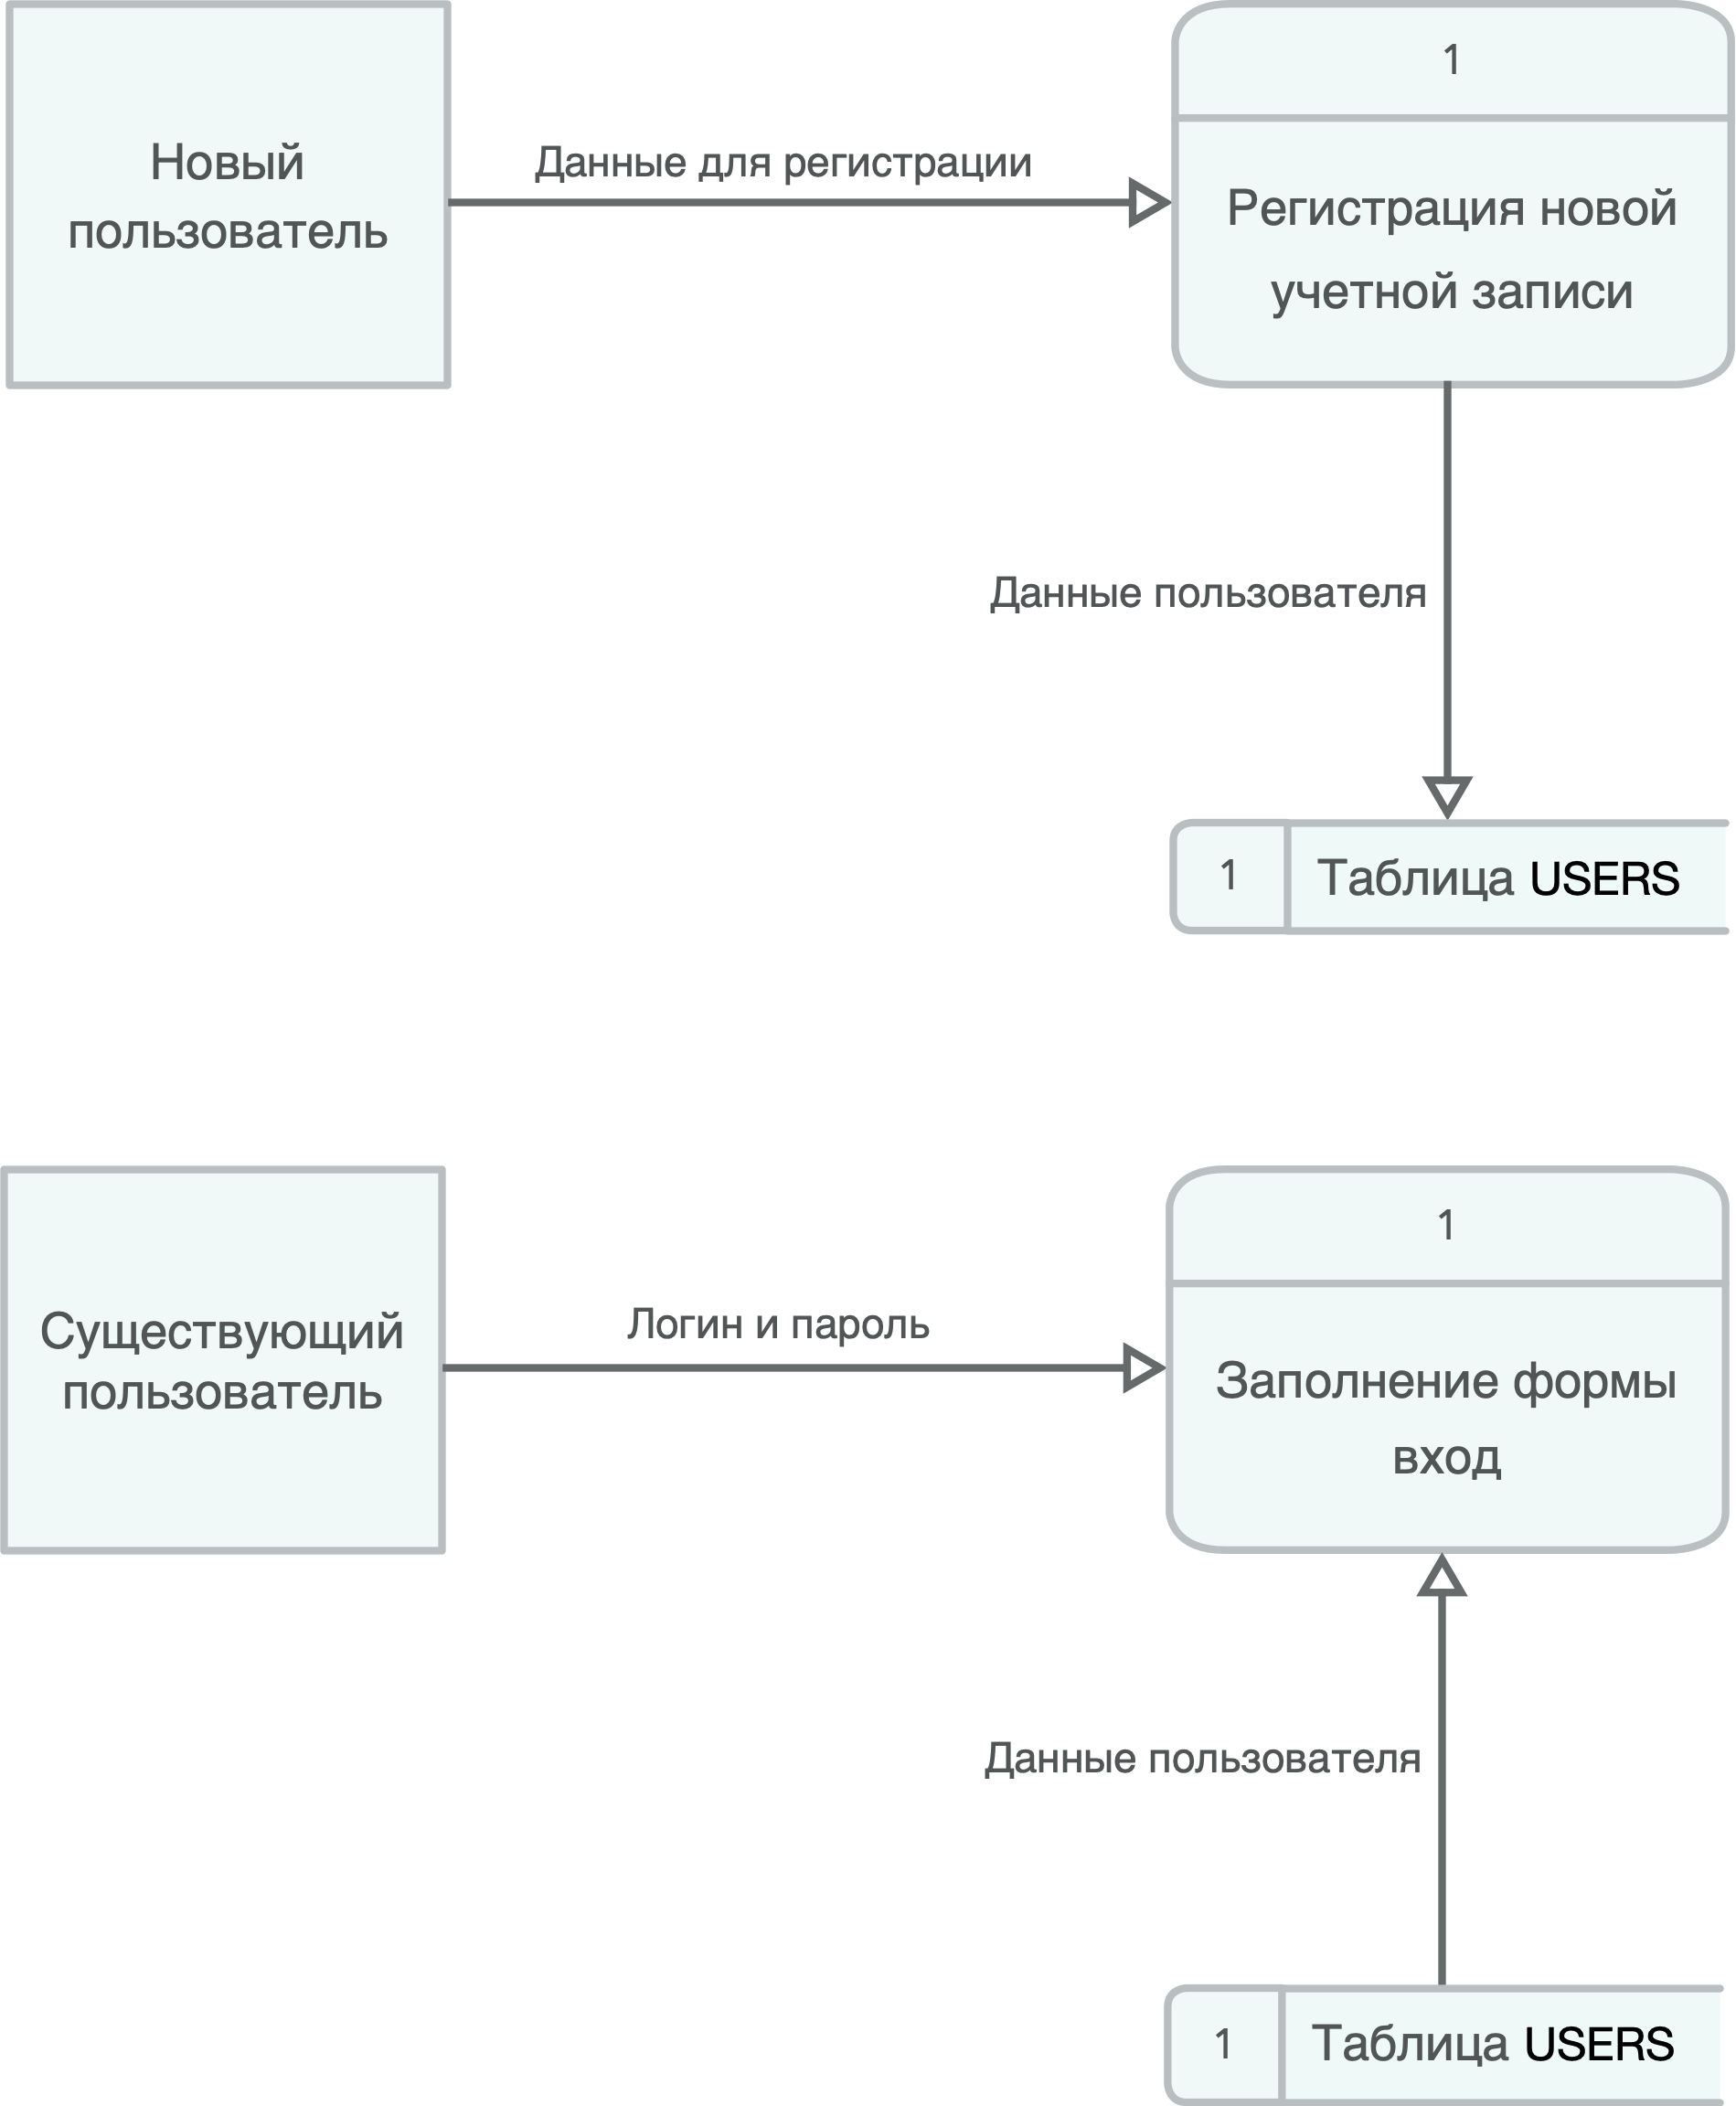 Новый
пользователь
Данные для регистрации
1
Регистрация новой
учетной записи
Данные пользователя
1
Таблица USERS
Существующий
пользователь
Логин и пароль
1
Заполнение формы
вход
Данные пользователя
1
Таблица USERS